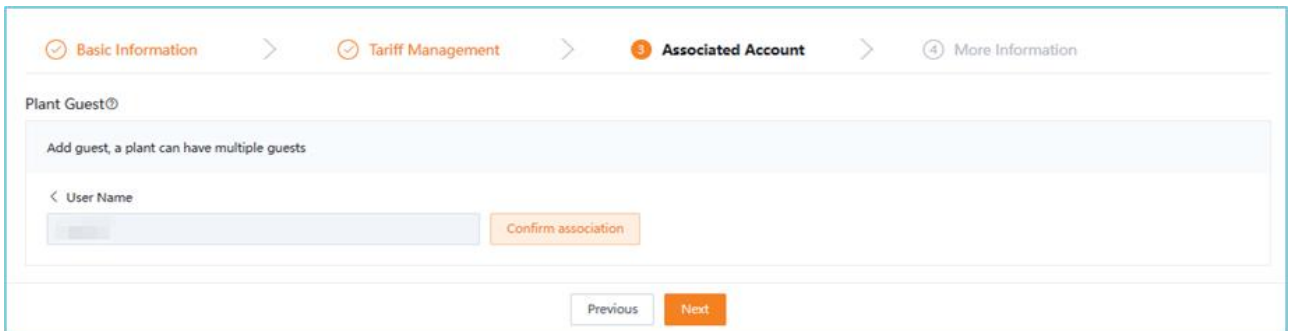 Basic Information > Tariff Management > 3 Associated Account > 4 More Information
Plant Guest?
Add guest, a plant can have multiple guests
< User Name
Confirm association
Previous Next